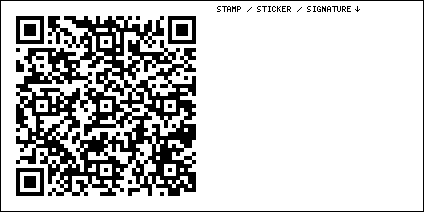 STAMP / STICKER / SIGNATURE ↓